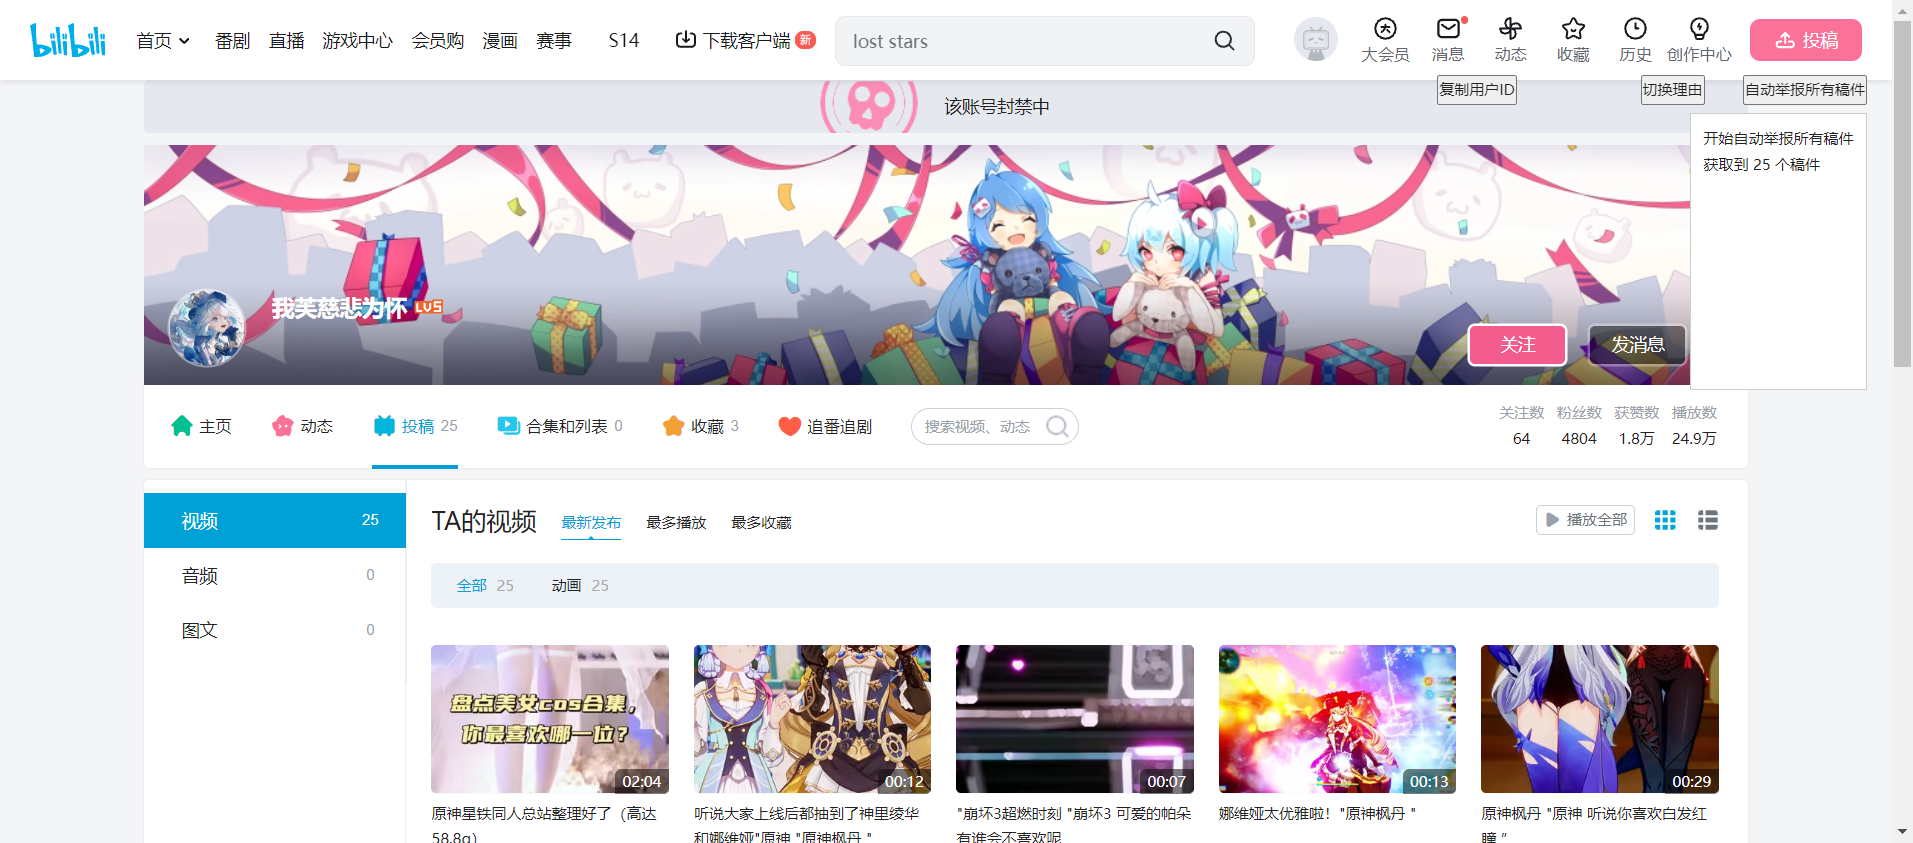 bilibili
首页 番剧 直播 游戏中心 会员购 漫画 赛事 S14 下载客户端 新
lost stars
大会员 消息 动态 收藏 历史 创作中心 投稿
复制用户ID 切换理由 自动举报所有稿件
该账号封禁中
开始自动举报所有稿件
获取到 25 个稿件
我芙慈悲为怀 LV5
关注 发消息
主页 动态 投稿 25 合集和列表 0 收藏 3 追番追剧 搜索视频、动态
关注数 粉丝数 获赞数 播放数
64 4804 1.8万 24.9万
视频 25
音频 0
图文 0
TA的视频 最新发布 最多播放 最多收藏 播放全部
全部 25 动画 25
盘点美女cos合集，
你最喜欢哪一位？
02:04 00:12 00:07 00:13 00:29
原神星铁同人总站整理好了（高达
58.8g）
听说大家上线后都抽到了神里绫华
和娜维娅"原神 "原神枫丹 "
"崩坏3超燃时刻 "崩坏3 可爱的帕朵
有谁会不喜欢呢
娜维娅太优雅啦！"原神枫丹 "
原神枫丹 "原神 听说你喜欢白发红
瞳 "